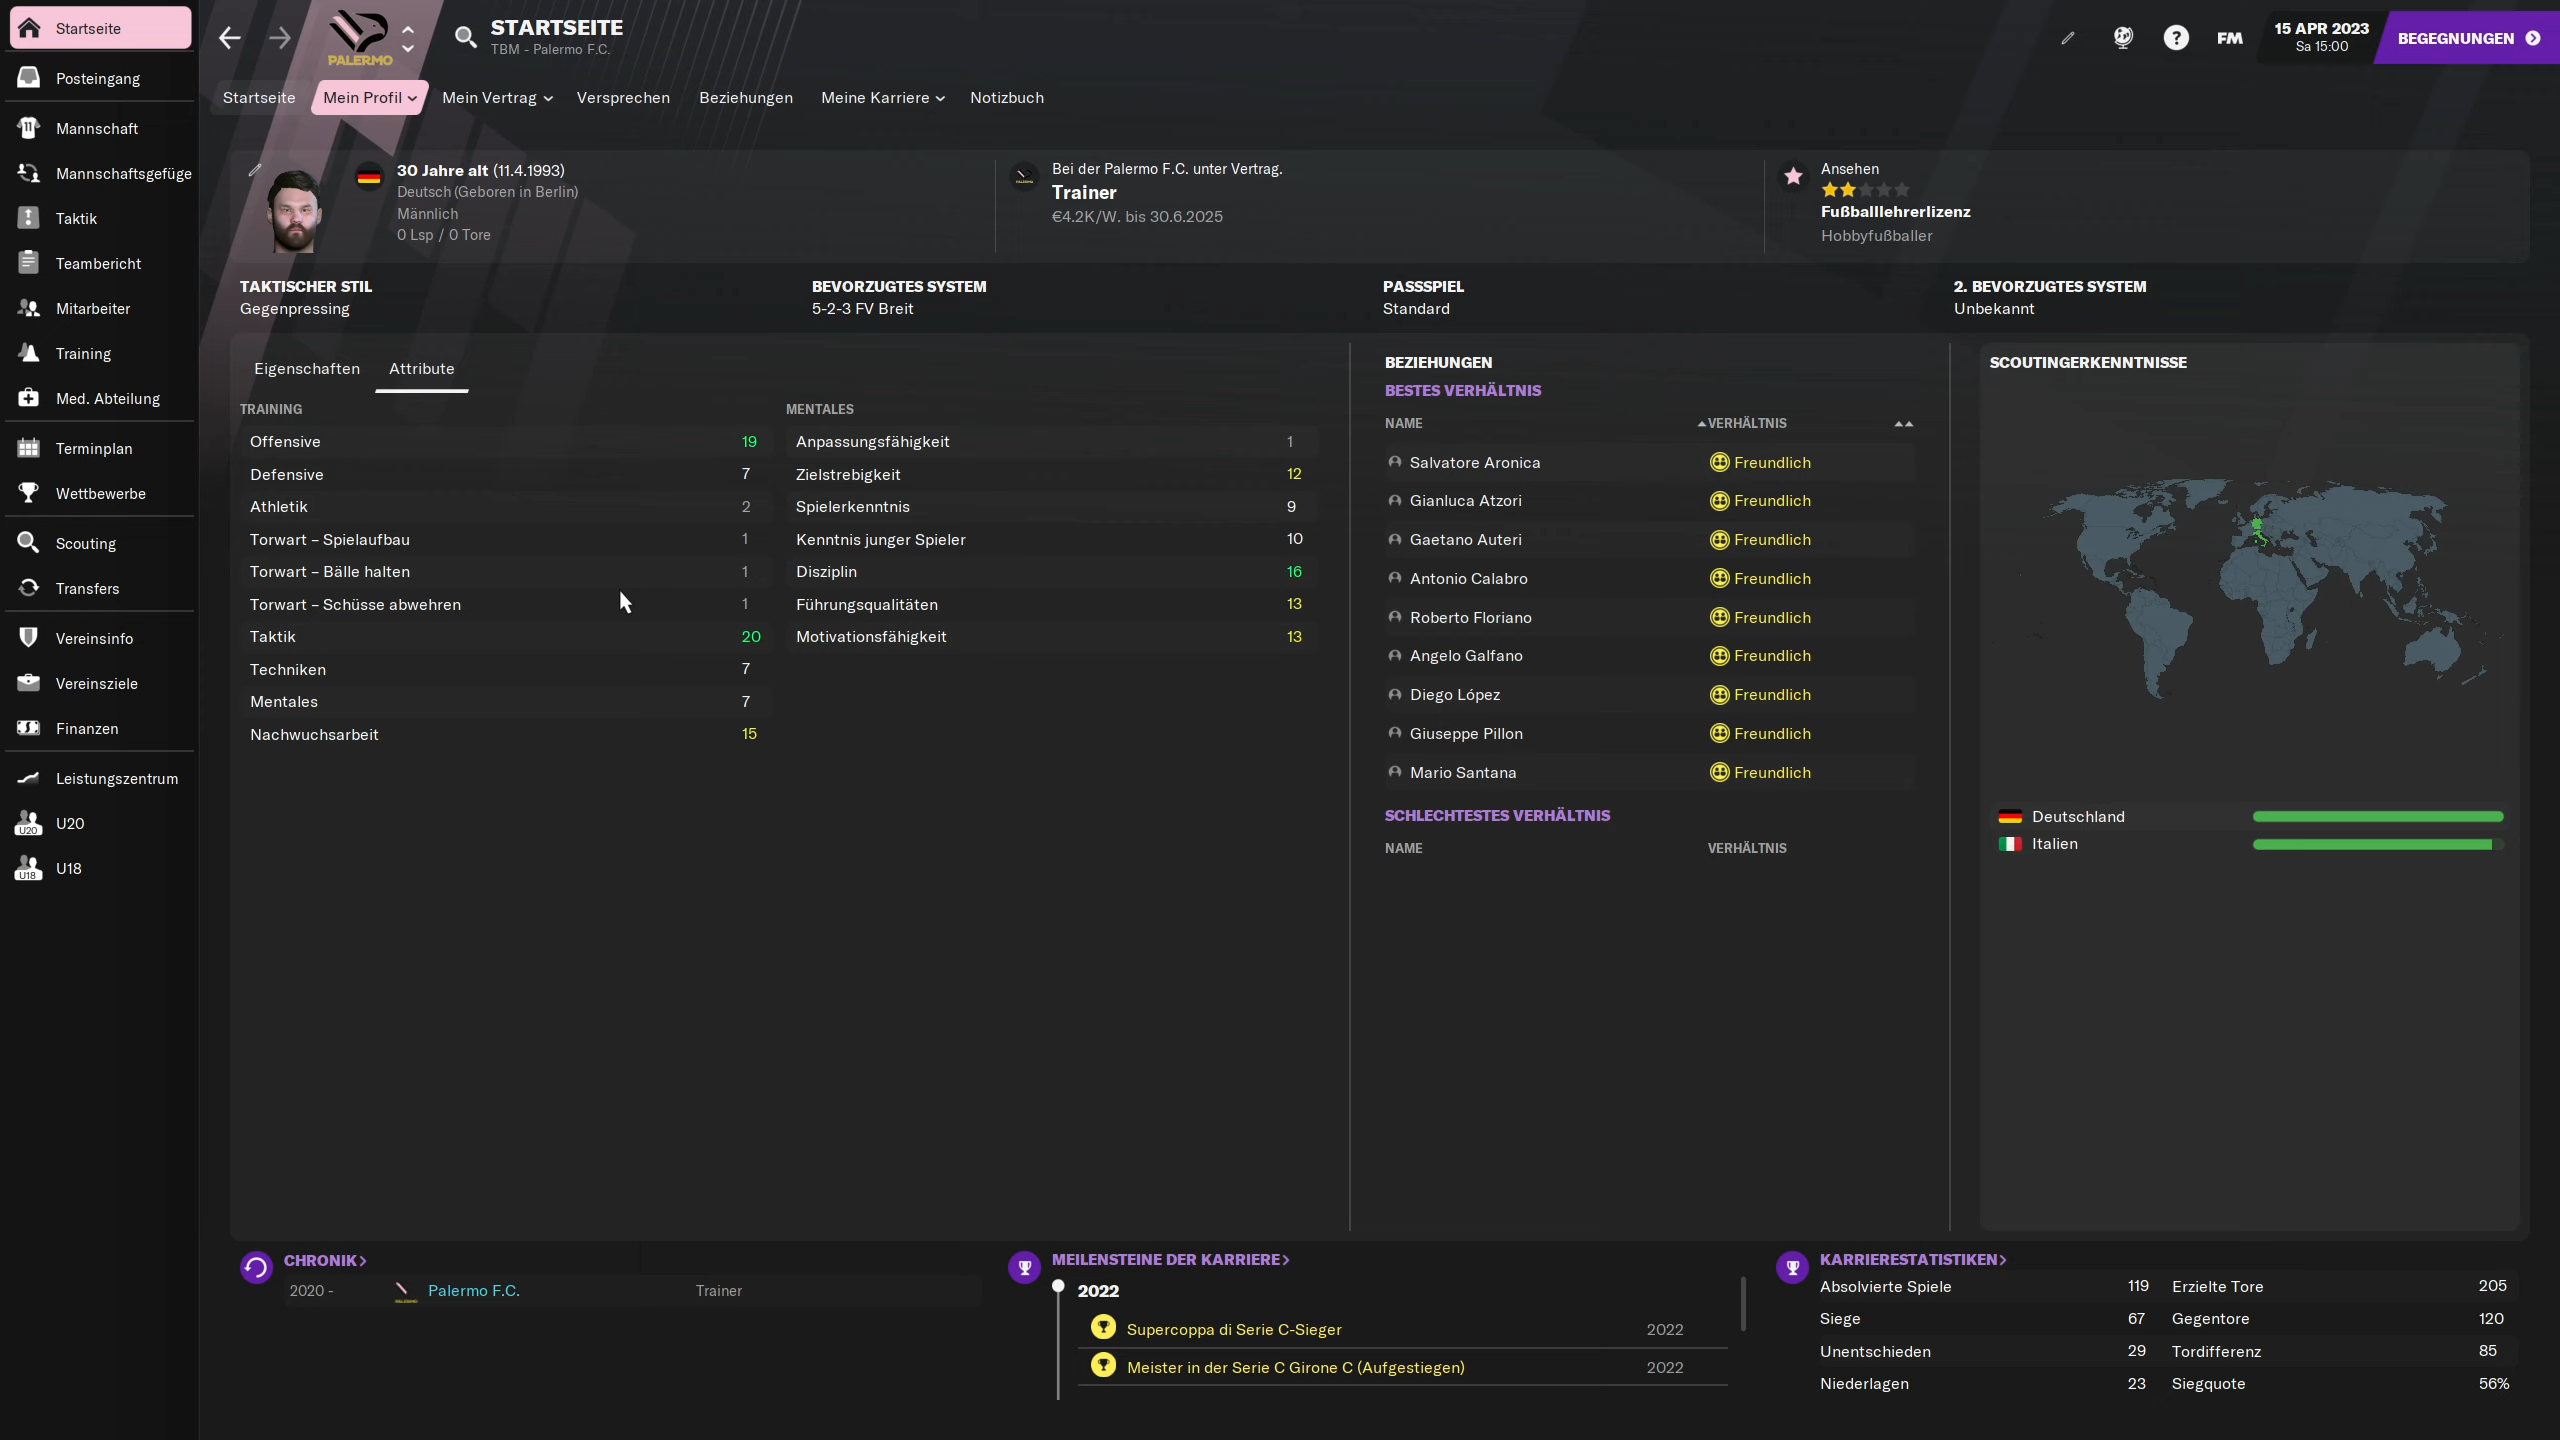 Startseite
Posteingang
Mannschaft
Mannschaftsgefüge
Taktik
Teambericht
Mitarbeiter
Training
Med. Abteilung
Terminplan
Wettbewerbe
Scouting
Transfers
Vereinsinfo
Vereinsziele
Finanzen
Leistungszentrum
U20 U20
U18 U18
PALERMO
STARTSEITE
TBM - Palermo F.C.
FM
15 APR 2023
Sa 15:00
BEGEGNUNGEN
Startseite Mein Profil Mein Vertrag Versprechen Beziehungen Meine Karriere Notizbuch
30 Jahre alt (11.4.1993)
Deutsch (Geboren in Berlin)
Männlich
0 Lsp / 0 Tore
Bei der Palermo F.C. unter Vertrag.
Trainer
€4.2K/W. bis 30.6.2025
Ansehen
Fußballlehrerlizenz
Hobbyfußballer
TAKTISCHER STIL
Gegenpressing
BEVORZUGTES SYSTEM
5-2-3 FV Breit
PASSSPIEL
Standard
2. BEVORZUGTES SYSTEM
Unbekannt
Eigenschaften Attribute
TRAINING
Offensive 19
Defensive 7
Athletik 2
Torwart – Spielaufbau 1
Torwart – Bälle halten 1
Torwart – Schüsse abwehren 1
Taktik 20
Techniken 7
Mentales 7
Nachwuchsarbeit 15
MENTALES
Anpassungsfähigkeit 1
Zielstrebigkeit 12
Spielerkenntnis 9
Kenntnis junger Spieler 10
Disziplin 16
Führungsqualitäten 13
Motivationsfähigkeit 13
BEZIEHUNGEN
BESTES VERHÄLTNIS
NAME VERHÄLTNIS
Salvatore Aronica Freundlich
Gianluca Atzori Freundlich
Gaetano Auteri Freundlich
Antonio Calabro Freundlich
Roberto Floriano Freundlich
Angelo Galfano Freundlich
Diego López Freundlich
Giuseppe Pillon Freundlich
Mario Santana Freundlich
SCHLECHTESTES VERHÄLTNIS
NAME VERHÄLTNIS
SCOUTINGERKENNTNISSE
Deutschland
Italien
CHRONIK
2020 - Palermo F.C. Trainer
MEILENSTEINE DER KARRIERE
2022
Supercoppa di Serie C-Sieger 2022
Meister in der Serie C Girone C (Aufgestiegen) 2022
KARRIERESTATISTIKEN
Absolvierte Spiele 119 Erzielte Tore 205
Siege 67 Gegentore 120
Unentschieden 29 Tordifferenz 85
Niederlagen 23 Siegquote 56%